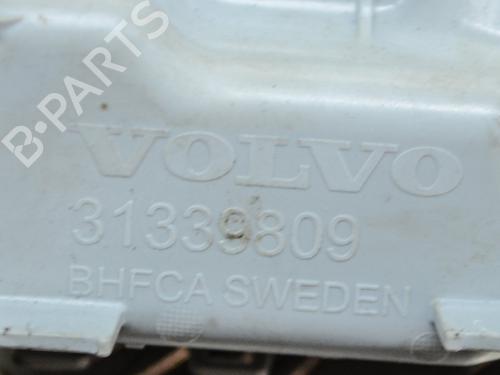 B-PARTS
VOLVO
31339809
BHFCA SWEDEN